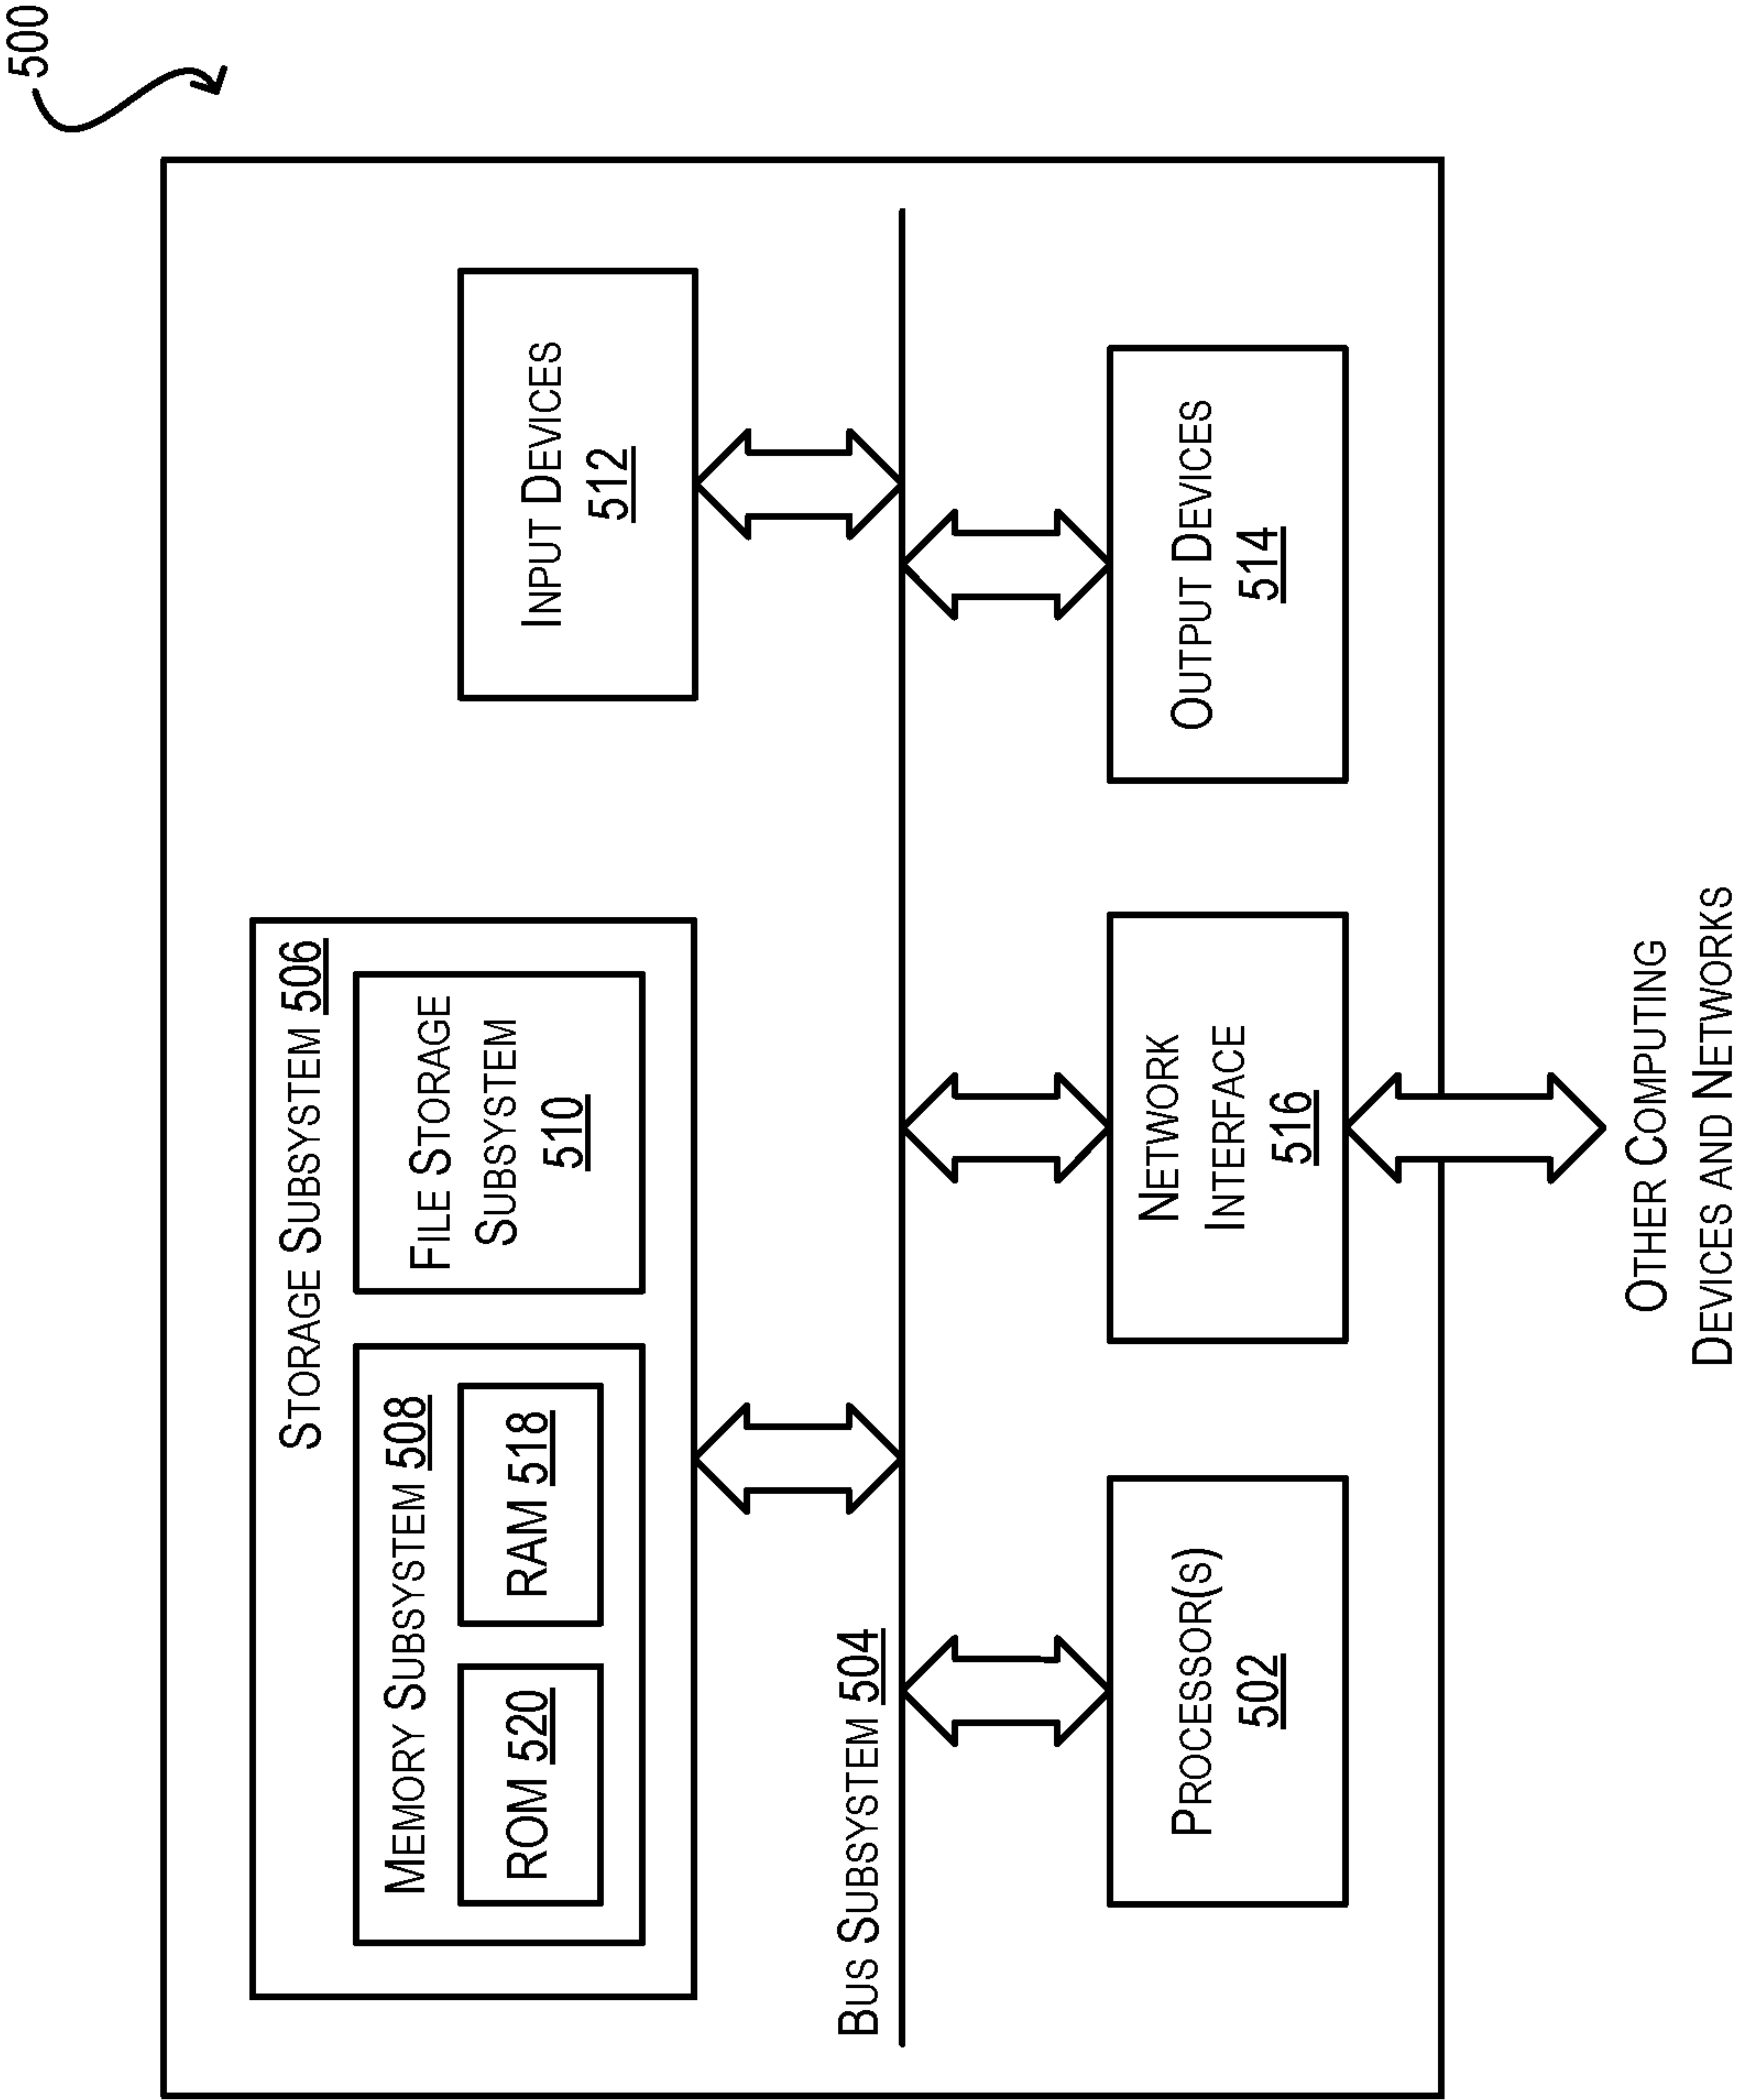 500
STORAGE SUBSYSTEM 506
MEMORY SUBSYSTEM 508
ROM 520
RAM 518
FILE STORAGE
SUBSYSTEM
510
INPUT DEVICES
512
BUS SUBSYSTEM 504
PROCESSOR(S)
502
NETWORK
INTERFACE
516
OUTPUT DEVICES
514
OTHER COMPUTING
DEVICES AND NETWORKS